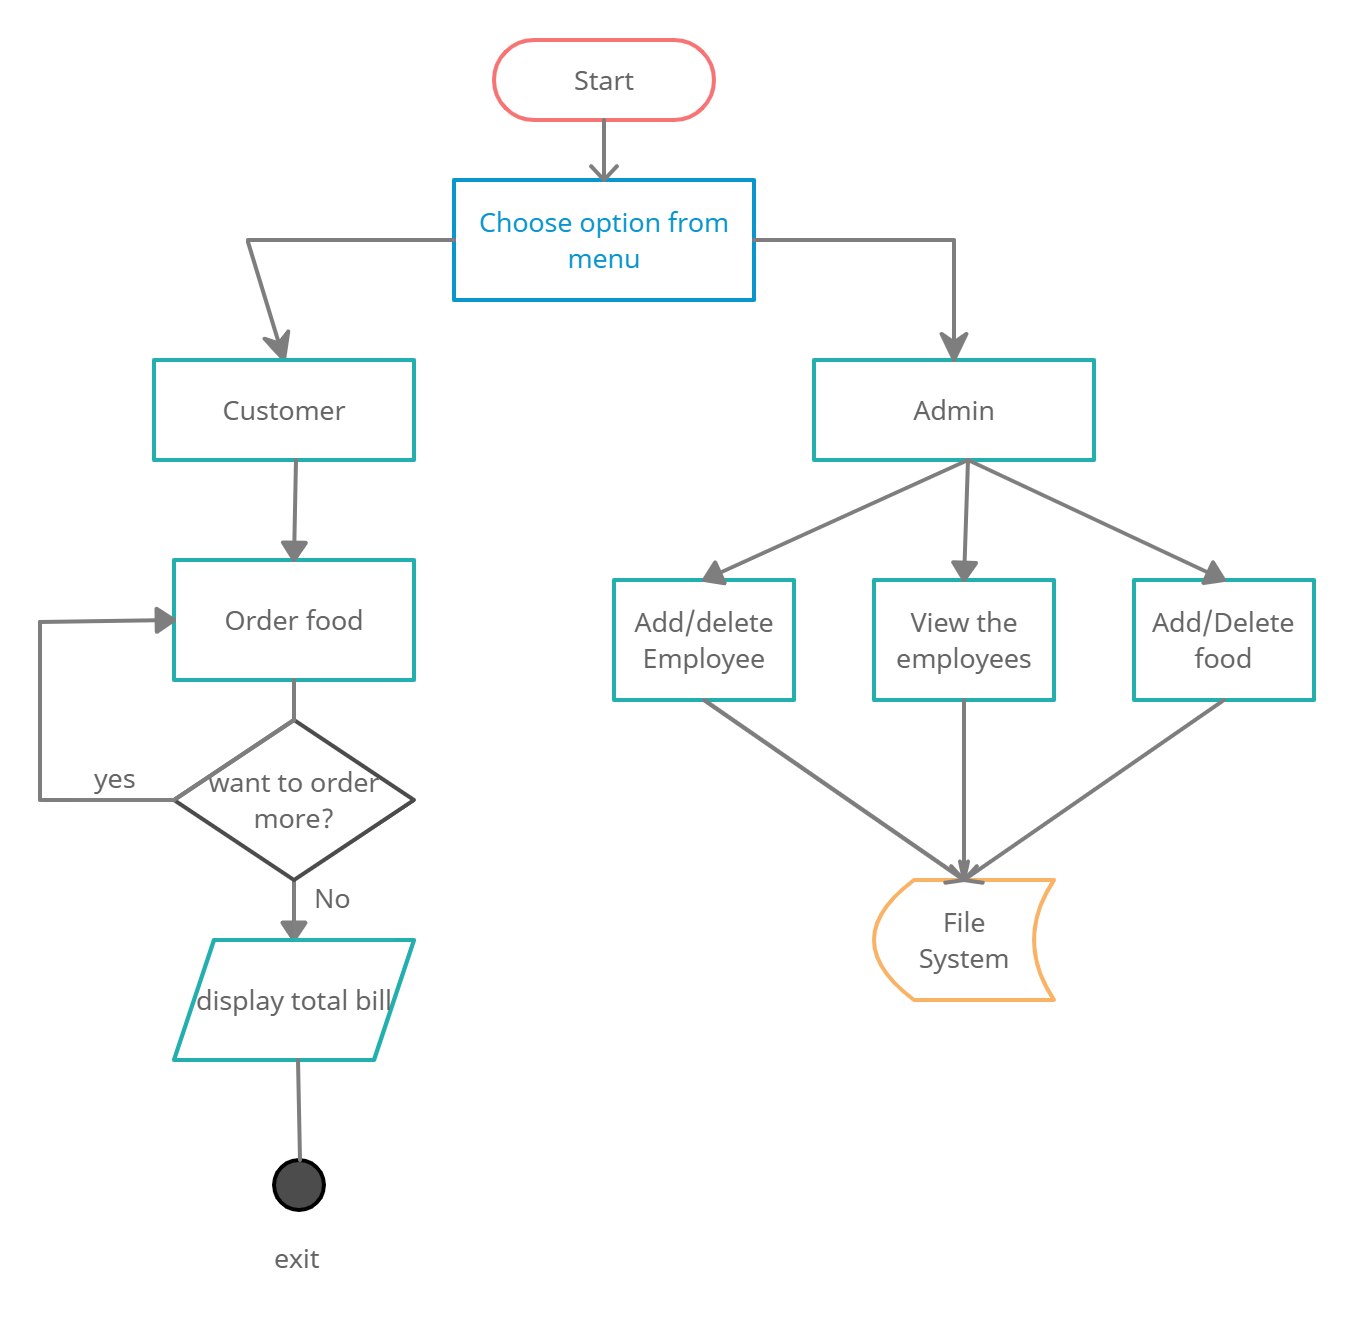 Start
Choose option from
menu
Customer
Admin
Order food
Add/delete
Employee
View the
employees
Add/Delete
food
yes
want to order
more?
No
File
System
display total bill
exit